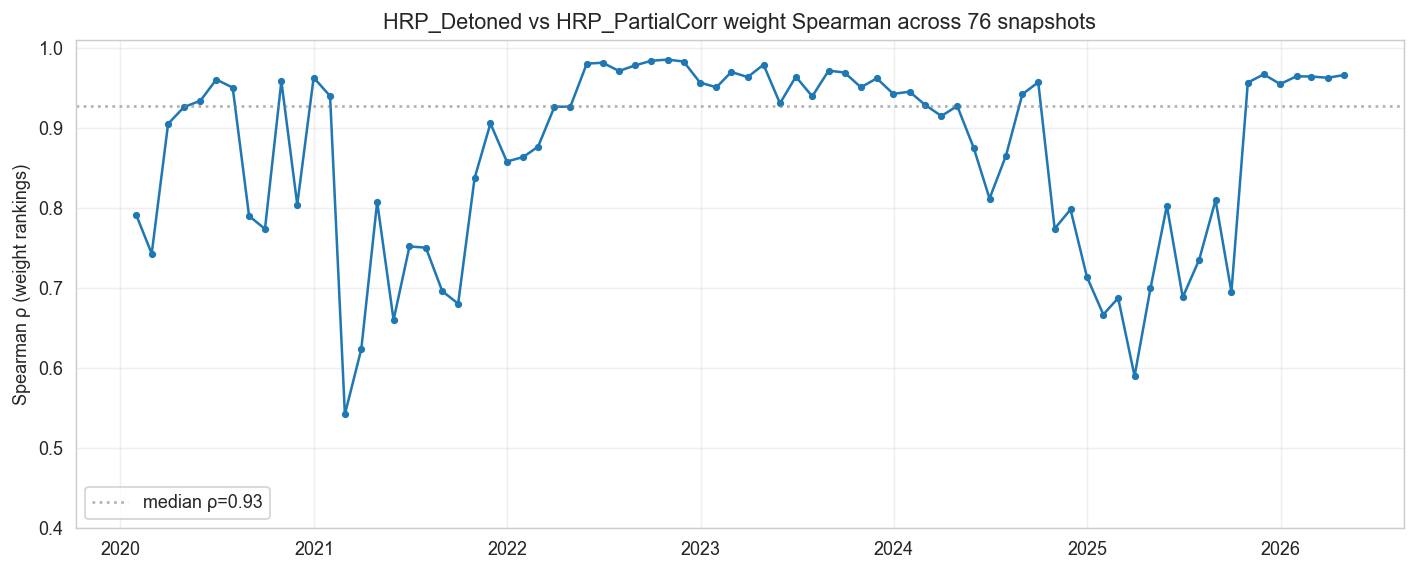 HRP_Detoned vs HRP_PartialCorr weight Spearman across 76 snapshots
Spearman ρ (weight rankings)
1.0
0.9
0.8
0.7
0.6
0.5
0.4
median ρ=0.93
2020 2021 2022 2023 2024 2025 2026